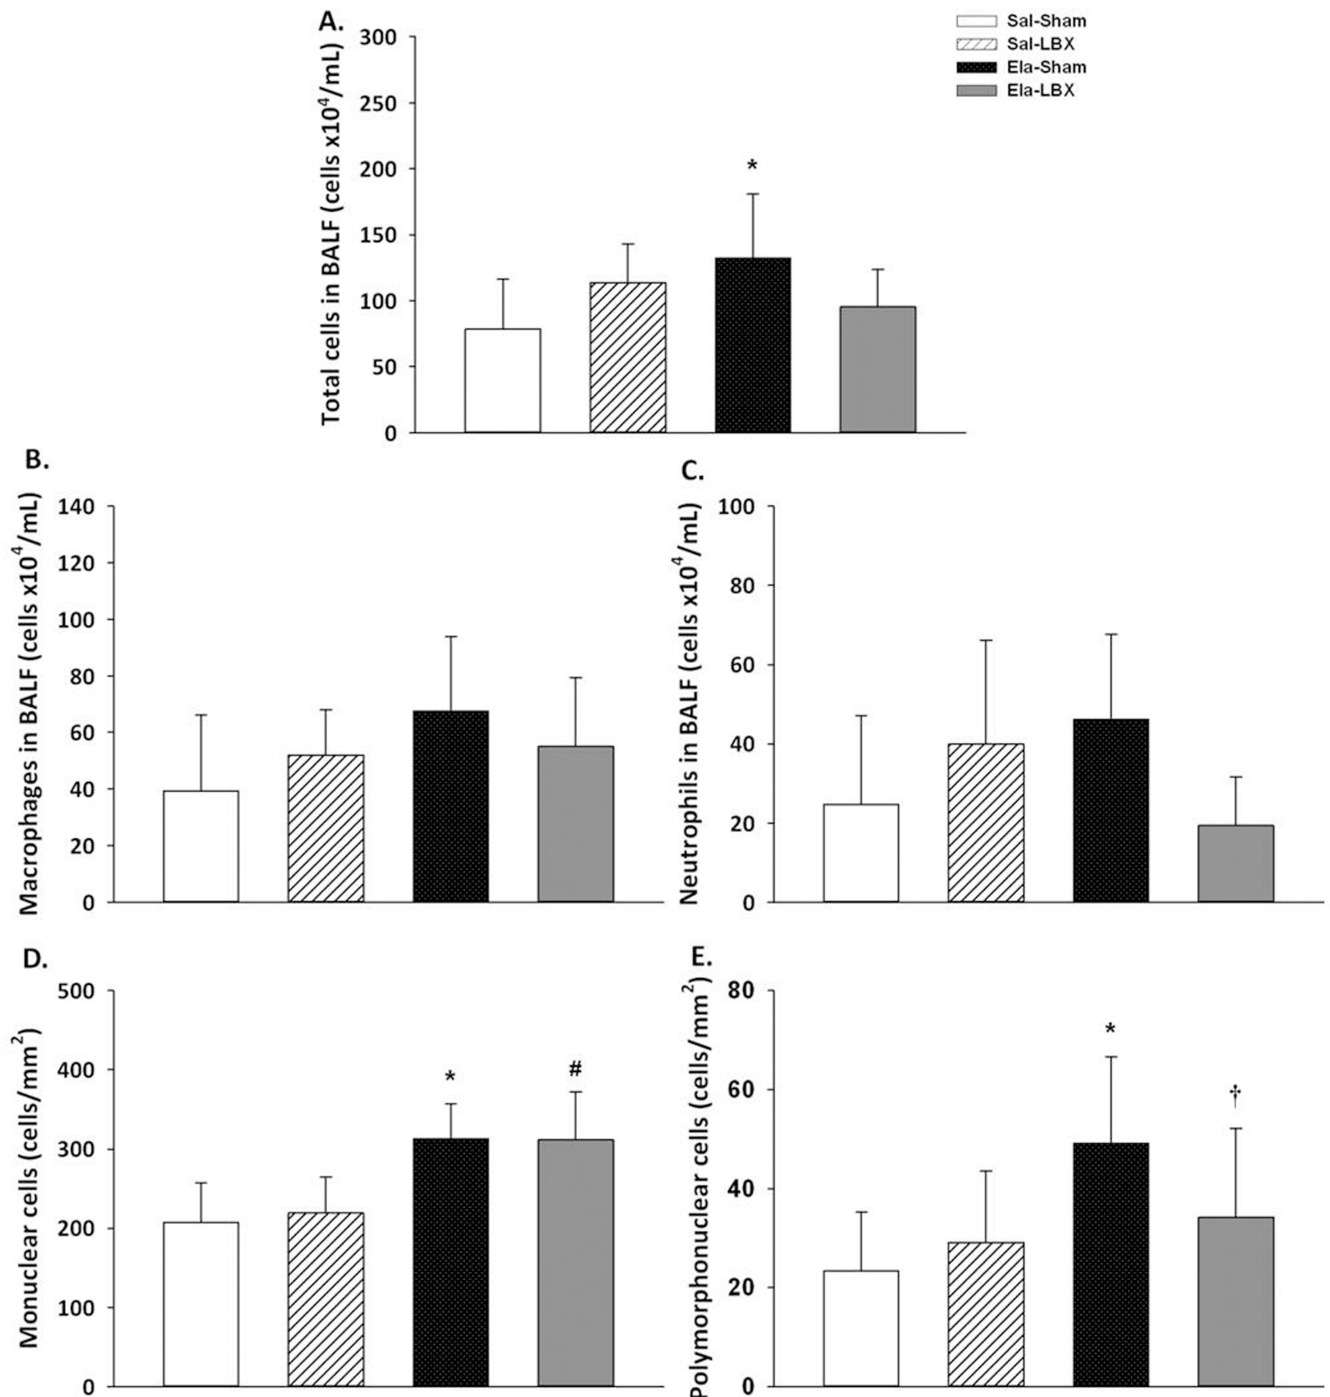 A.
Total cells in BALF (cells x10⁴/mL)
300
250
200
150
100
50
0
*
Sal-Sham
Sal-LBX
Ela-Sham
Ela-LBX
B.
Macrophages in BALF (cells x10⁴/mL)
140
120
100
80
60
40
20
0
C.
Neutrophils in BALF (cells x10⁴/mL)
100
80
60
40
20
0
D.
Monuclear cells (cells/mm²)
500
400
300
200
100
0
*
#
E.
Polymorphonuclear cells (cells/mm²)
80
60
40
20
0
*
†